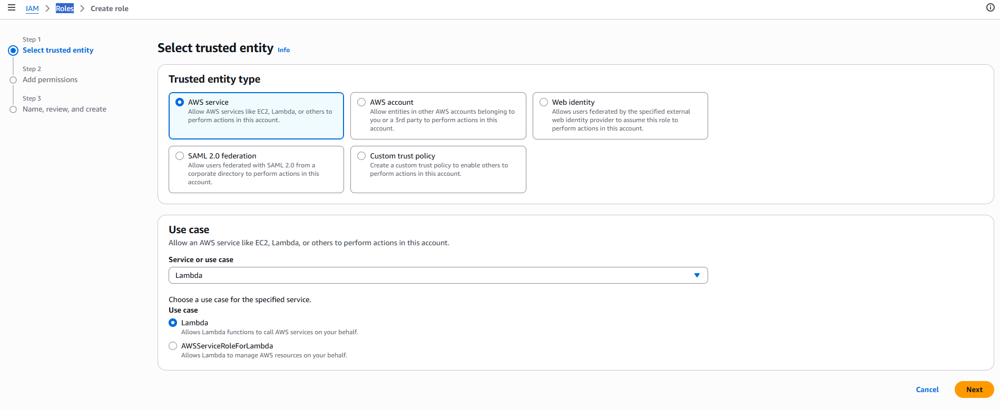 IAM > Roles > Create role
Step 1
Select trusted entity
Step 2
Add permissions
Step 3
Name, review, and create
Select trusted entity Info
Trusted entity type
AWS service
Allow AWS services like EC2, Lambda, or others to
perform actions in this account.
AWS account
Allow entities in other AWS accounts belonging to
you or a 3rd party to perform actions in this
account.
Web identity
Allows users federated by the specified external
web identity provider to assume this role to
perform actions in this account.
SAML 2.0 federation
Allow users federated with SAML 2.0 from a
corporate directory to perform actions in this
account.
Custom trust policy
Create a custom trust policy to enable others to
perform actions in this account.
Use case
Allow an AWS service like EC2, Lambda, or others to perform actions in this account.
Service or use case
Lambda
Choose a use case for the specified service.
Use case
Lambda
Allows Lambda functions to call AWS services on your behalf.
AWSServiceRoleForLambda
Allows Lambda to manage AWS resources on your behalf.
Cancel Next